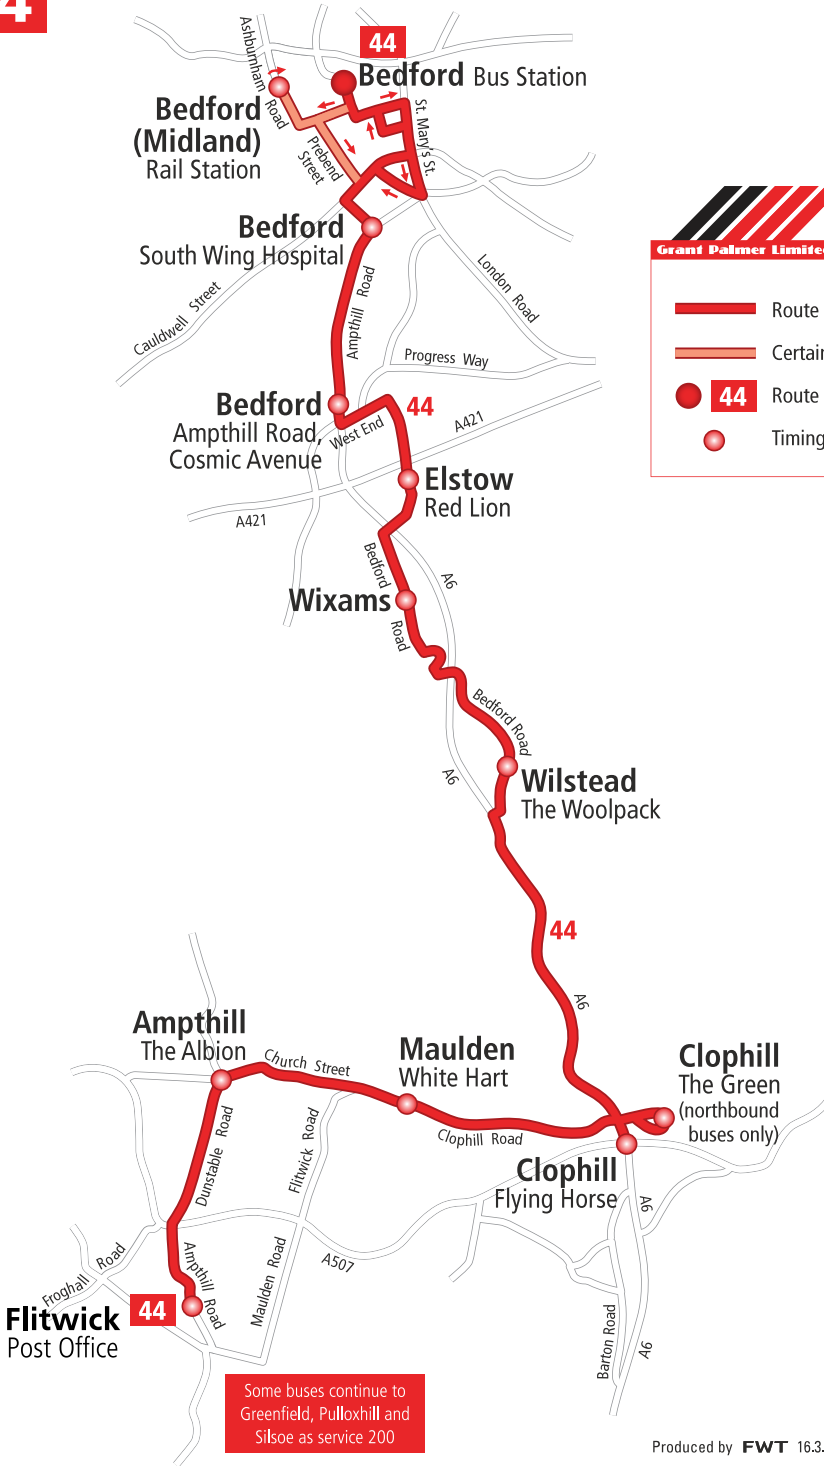 4
Ashburnham Road
44
Bedford Bus Station
Bedford
(Midland)
Rail Station
St. Mary's St.
Prebend
Street
Bedford
South Wing Hospital
Cauldwell Street
Ampthill Road
London Road
Grant Palmer Limite
Route
Certain
44 Route
Timing
Progress Way
Bedford
Ampthill Road,
Cosmic Avenue
West End
44
A421
Elstow
Red Lion
A421
Bedford
Road
A6
Wixams
Bedford Road
A6
Wilstead
The Woolpack
44
A6
Ampthill
The Albion
Church Street
Maulden
White Hart
Clophill
The Green
(northbound
buses only)
Clophill Road
Dunstable Road
Flitwick Road
Clophill
Flying Horse
A6
A507
Froghall Road
Ampthill Road
Maulden Road
Flitwick
Post Office
44
Barton Road
A6
Some buses continue to
Greenfield, Pulloxhill and
Silsoe as service 200
Produced by FWT 16.3.